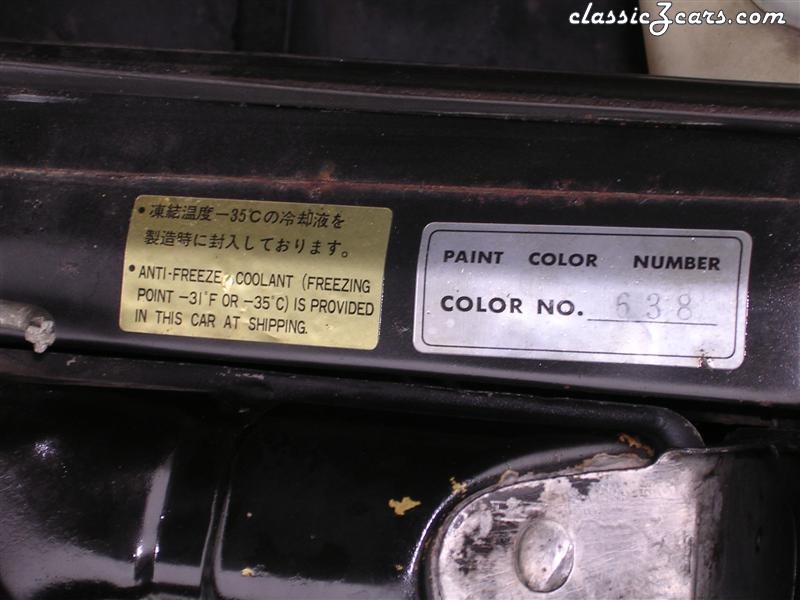 classicZcars.com
• 凍結温度−35℃の冷却液を
製造時に封入しております。
• ANTI-FREEZE COOLANT (FREEZING
POINT −31°F OR −35°C) IS PROVIDED
IN THIS CAR AT SHIPPING.
PAINT COLOR NUMBER
COLOR NO. 638